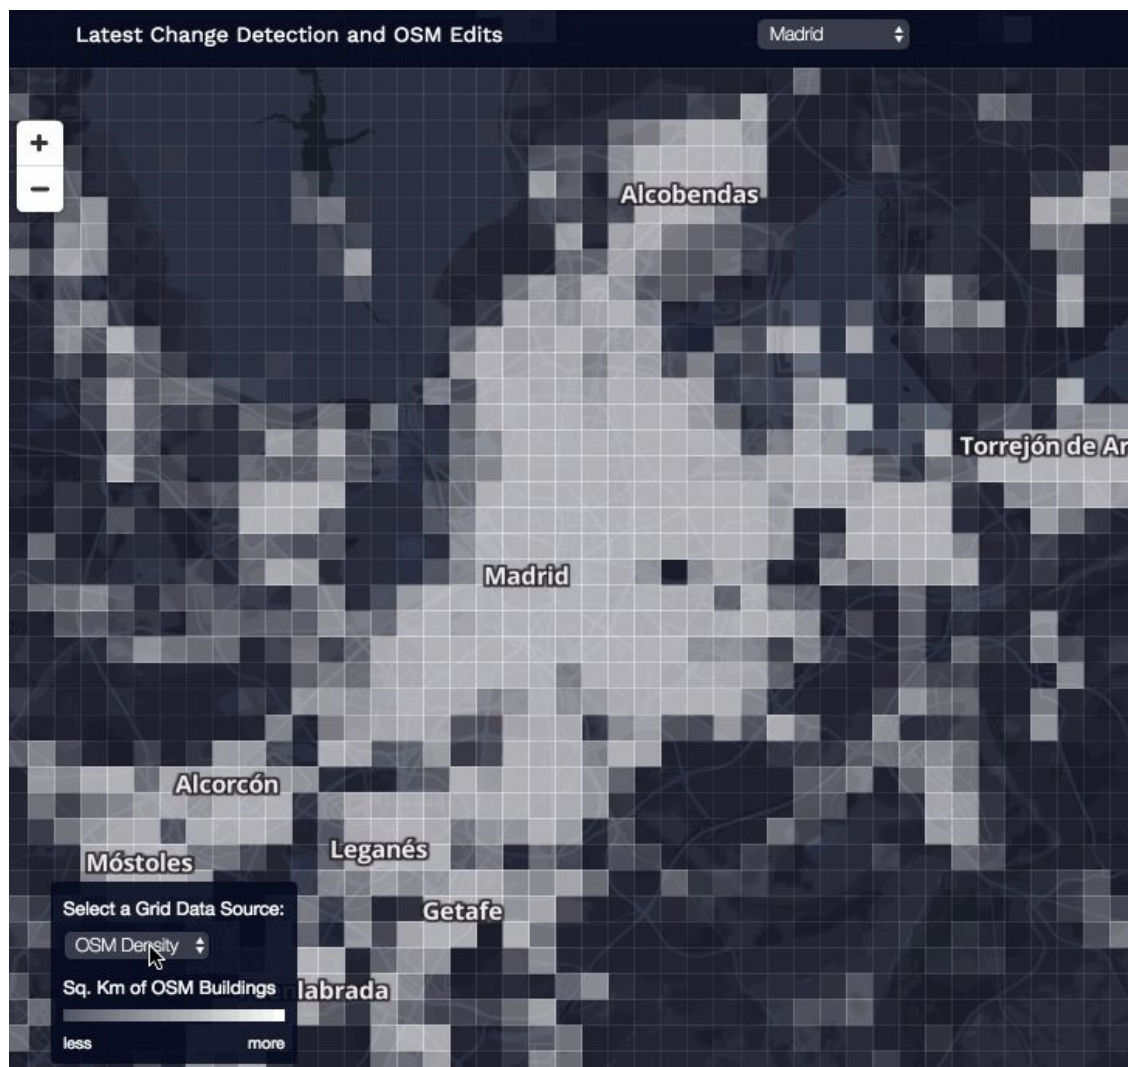 Latest Change Detection and OSM Edits
Madrid
+
−
Alcobendas
Torrejón de Ar
Madrid
Alcorcón
Leganés
Móstoles
Getafe
Select a Grid Data Source:
OSM Density
labrada
Sq. Km of OSM Buildings
less
more